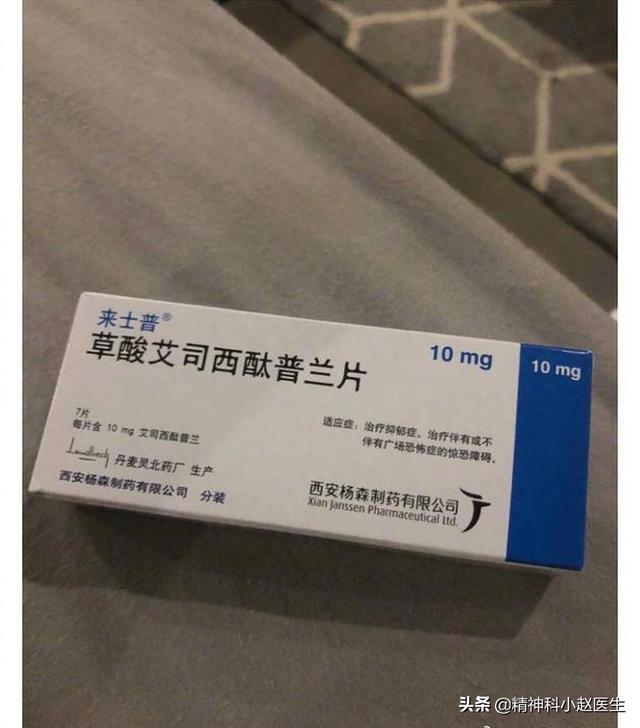 来士普®
草酸艾司西酞普兰片
10 mg
10 mg
7片
每片含 10 mg 艾司西酞普兰
适应症：治疗抑郁症。治疗伴有或不
伴有广场恐怖症的惊恐障碍。
Lundbeck 丹麦灵北药厂 生产
西安杨森制药有限公司 分装
西安杨森制药有限公司
Xian Janssen Pharmaceutical Ltd.
头条 @精神科小赵医生